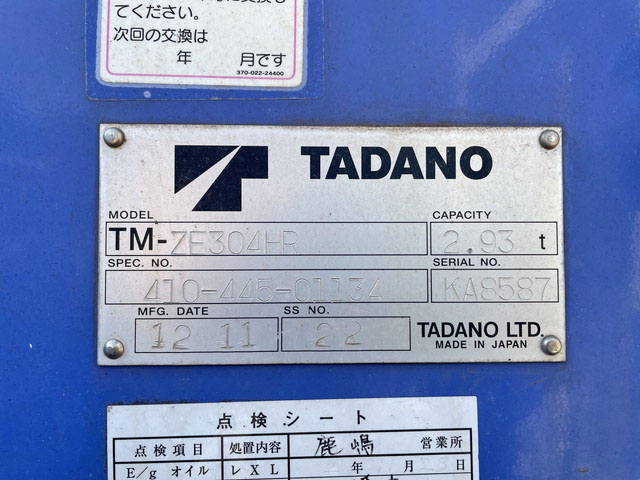 てください。
次回の交換は
年　　月です
370-022-24400
TADANO
MODEL CAPACITY
TM-ZE304HR 2.93 t
SPEC. NO. SERIAL NO.
410-445-01134 KA8587
MFG. DATE SS NO.
12 11 22 TADANO LTD.
MADE IN JAPAN
点検シート
点検項目 処置内容 鹿嶋 営業所
E/g オイル レ X L 年 月 日